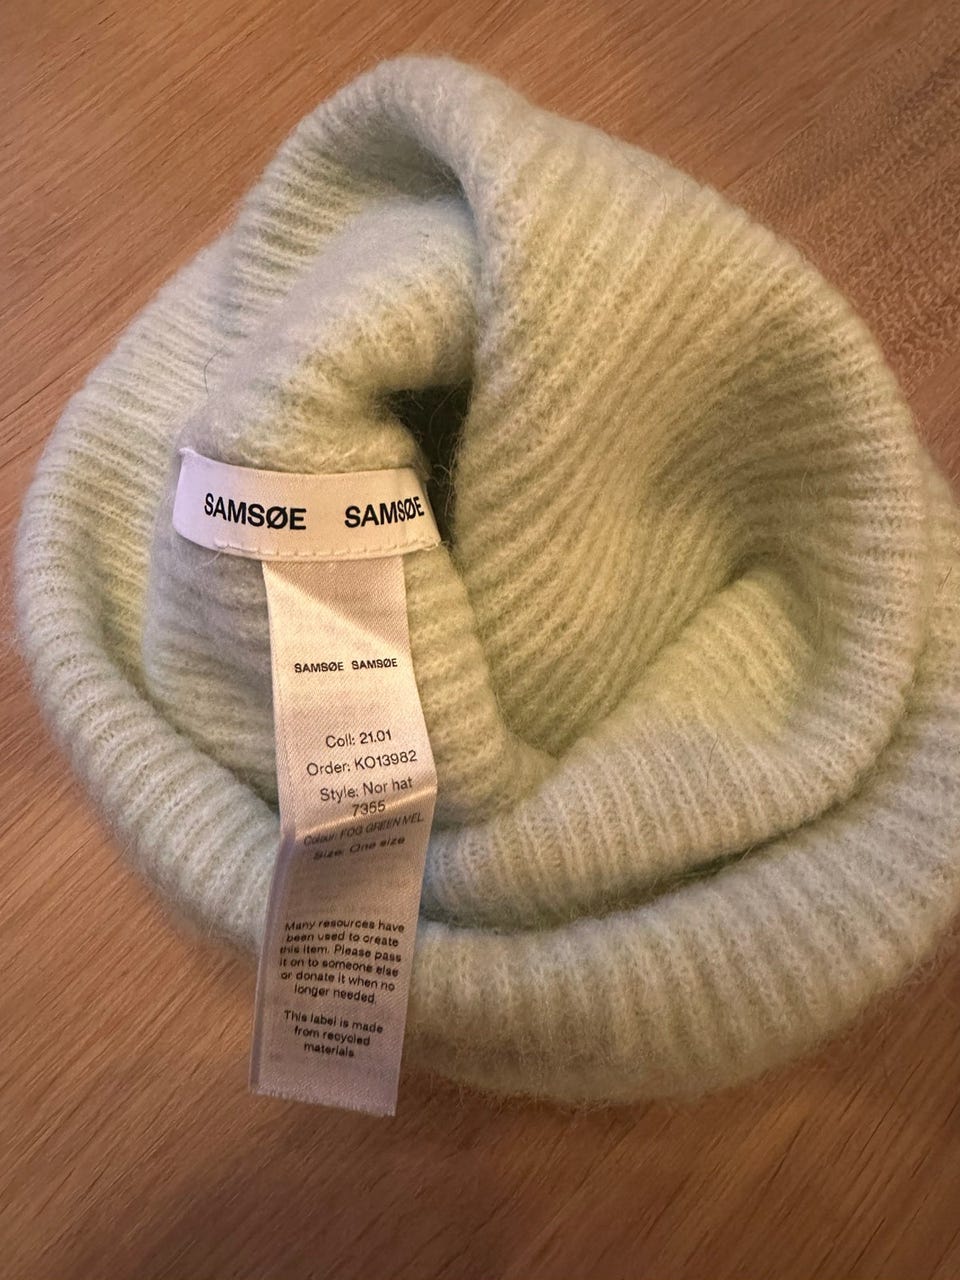 SAMSØE SAMSØE
SAMSØE SAMSØE
Coll: 21.01
Order: KO13982
Style: Nor hat
7355
Colour: FOG GREEN MEL.
Size: One size
Many resources have
been used to create
this item. Please pass
it on to someone else
or donate it when no
longer needed.
This label is made
from recycled
materials